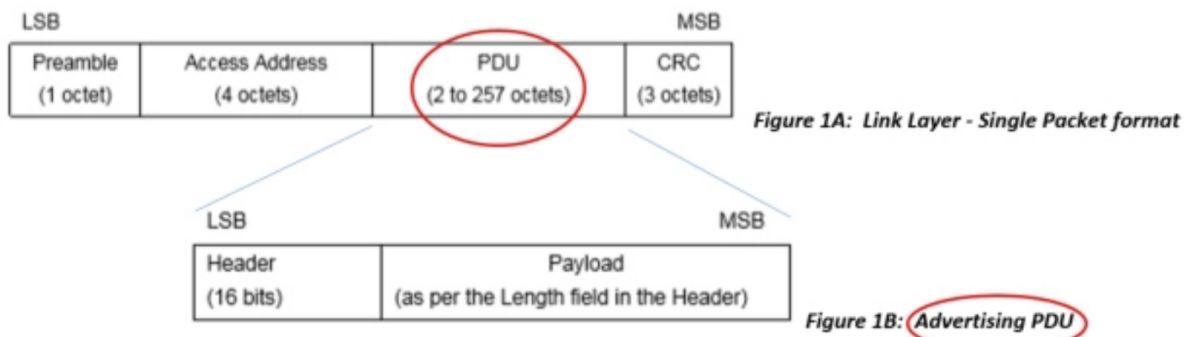 LSB MSB
Preamble Access Address PDU CRC
(1 octet) (4 octets) (2 to 257 octets) (3 octets)
Figure 1A: Link Layer - Single Packet format
LSB MSB
Header Payload
(16 bits) (as per the Length field in the Header)
Figure 1B: Advertising PDU